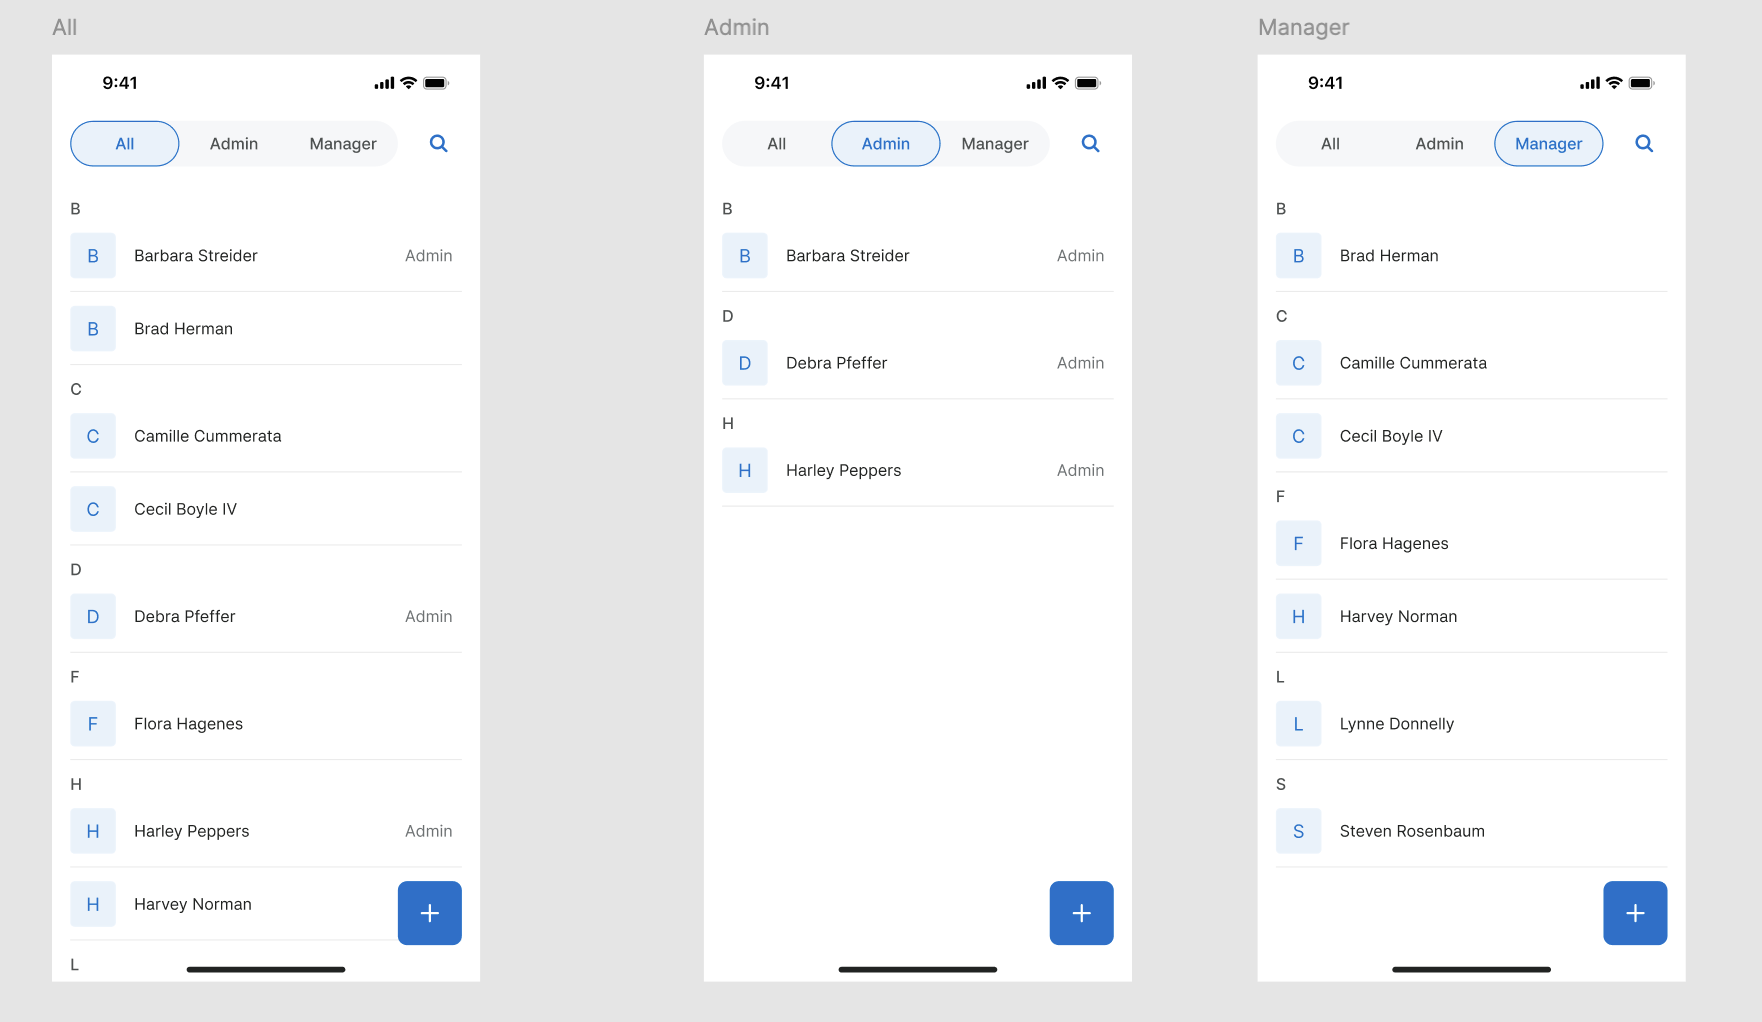 All
9:41
All Admin Manager
B
B Barbara Streider Admin
B Brad Herman
C
C Camille Cummerata
C Cecil Boyle IV
D
D Debra Pfeffer Admin
F
F Flora Hagenes
H
H Harley Peppers Admin
H Harvey Norman
+
L
Admin
9:41
All Admin Manager
B
B Barbara Streider Admin
D
D Debra Pfeffer Admin
H
H Harley Peppers Admin
+
Manager
9:41
All Admin Manager
B
B Brad Herman
C
C Camille Cummerata
C Cecil Boyle IV
F
F Flora Hagenes
H Harvey Norman
L
L Lynne Donnelly
S
S Steven Rosenbaum
+